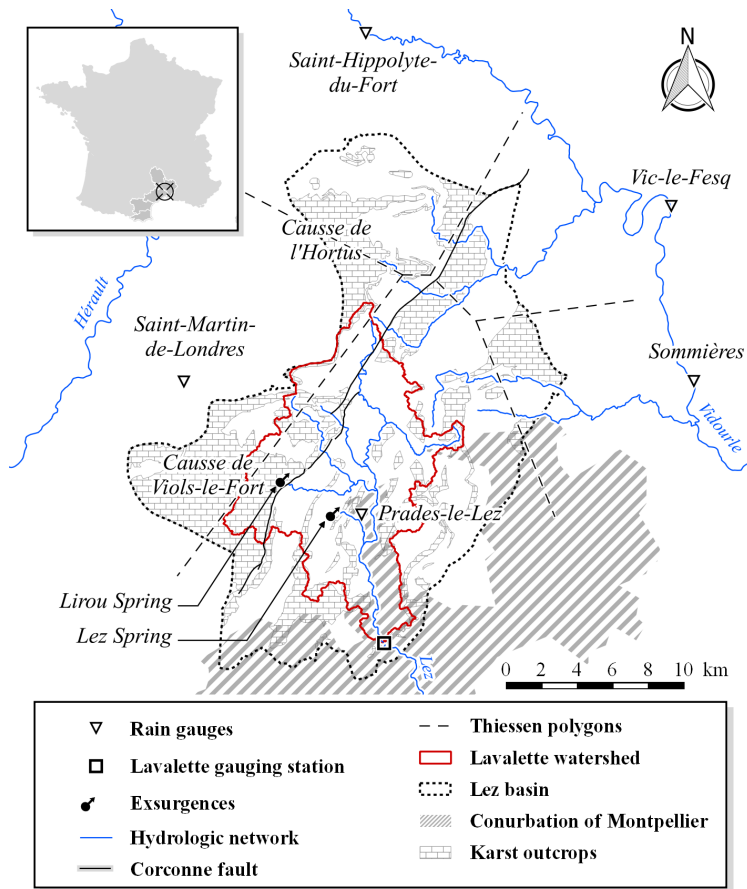 N
Saint-Hippolyte-
du-Fort
Vic-le-Fesq
Causse de
l'Hortus
Hérault
Saint-Martin-
de-Londres
Sommières
Vidourle
Causse de
Viols-le-Fort
Prades-le-Lez
Lirou Spring
Lez Spring
Lez
0 2 4 6 8 10 km
Rain gauges
Lavalette gauging station
Exsurgences
Hydrologic network
Corconne fault
Thiessen polygons
Lavalette watershed
Lez basin
Conurbation of Montpellier
Karst outcrops